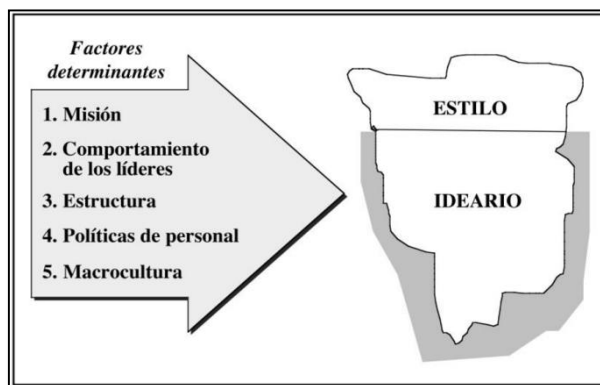 Factores
determinantes
1. Misión
2. Comportamiento
de los líderes
3. Estructura
4. Políticas de personal
5. Macrocultura
ESTILO
IDEARIO